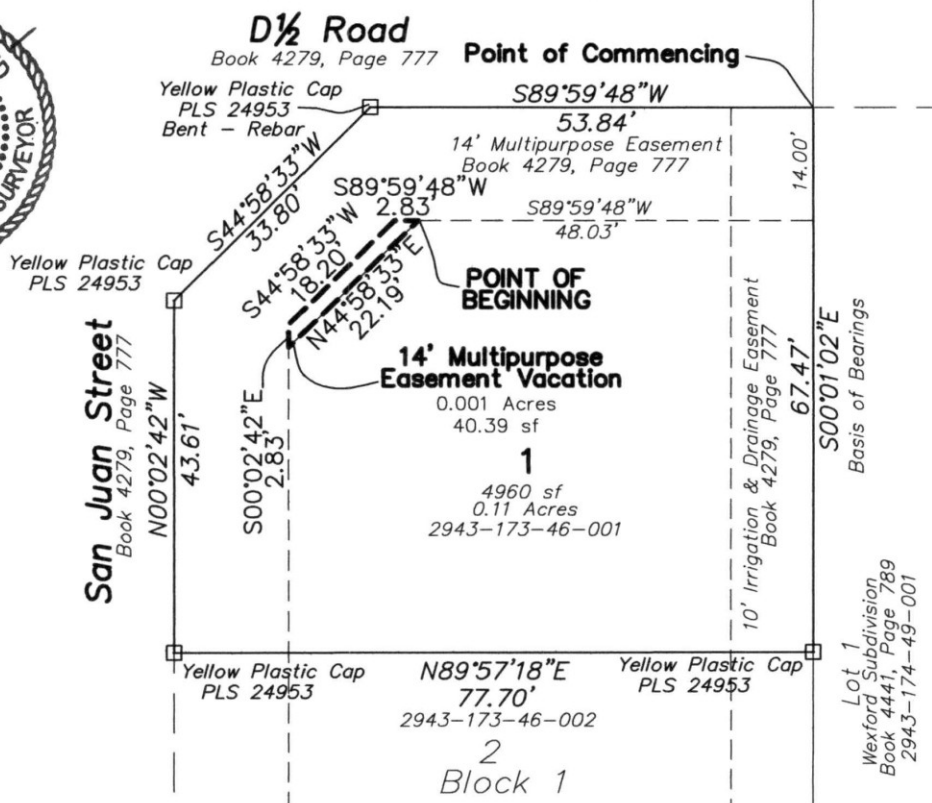 D½ Road
Book 4279, Page 777
Point of Commencing
SURVEYOR
Yellow Plastic Cap
PLS 24953
Bent - Rebar
S89°59'48"W
53.84'
14' Multipurpose Easement
Book 4279, Page 777
14.00'
S44°58'33"W
33.80'
S89°59'48"W
2.83'
S89°59'48"W
48.03'
Yellow Plastic Cap
PLS 24953
S44°58'33"W
18.20'
N44°58'33"E
22.19'
POINT OF
BEGINNING
14' Multipurpose
Easement Vacation
0.001 Acres
40.39 sf
1
4960 sf
0.11 Acres
2943-173-46-001
San Juan Street
Book 4279, Page 777
N00°02'42"W
43.61'
S00°02'42"E
2.83'
10' Irrigation & Drainage Easement
Book 4279, Page 777
67.47'
S00°01'02"E
Basis of Bearings
Yellow Plastic Cap
PLS 24953
N89°57'18"E
77.70'
2943-173-46-002
Yellow Plastic Cap
PLS 24953
2
Block 1
Lot 1
Wexford Subdivision
Book 4441, Page 789
2943-174-49-001